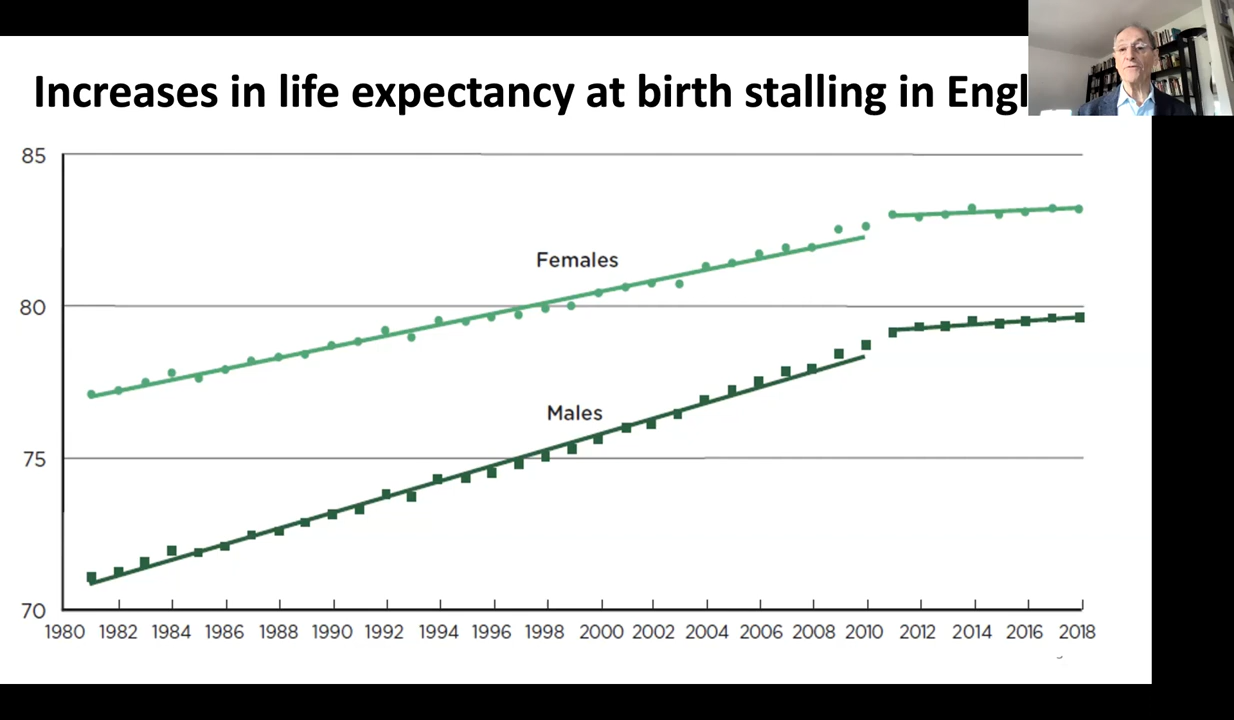 Increases in life expectancy at birth stalling in Engl
85
Females
80
Males
75
70
1980 1982 1984 1986 1988 1990 1992 1994 1996 1998 2000 2002 2004 2006 2008 2010 2012 2014 2016 2018